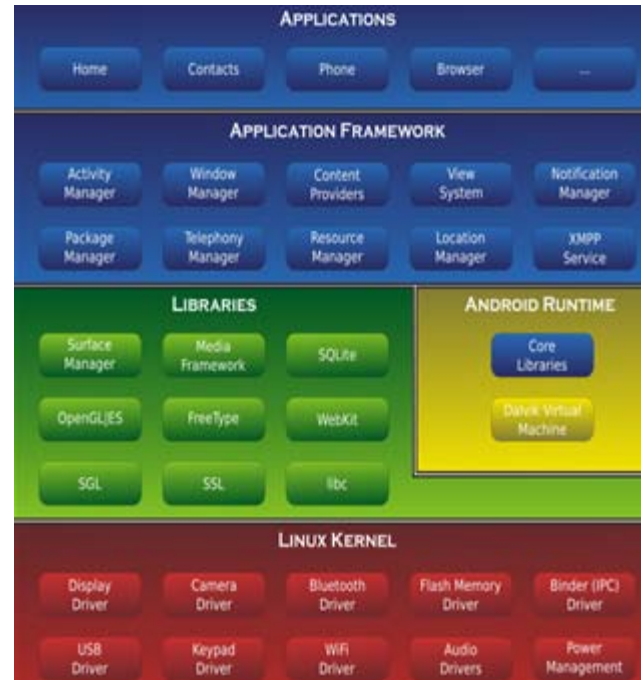 APPLICATIONS
Home Contacts Phone Browser ...
APPLICATION FRAMEWORK
Activity Window Content View Notification
Manager Manager Providers System Manager
Package Telephony Resource Location XMPP
Manager Manager Manager Manager Service
LIBRARIES ANDROID RUNTIME
Surface Media SQLite Core
Manager Framework Libraries
OpenGL|ES FreeType WebKit Dalvik Virtual
Machine
SGL SSL libc
LINUX KERNEL
Display Camera Bluetooth Flash Memory Binder (IPC)
Driver Driver Driver Driver Driver
USB Keypad WiFi Audio Power
Driver Driver Driver Drivers Management